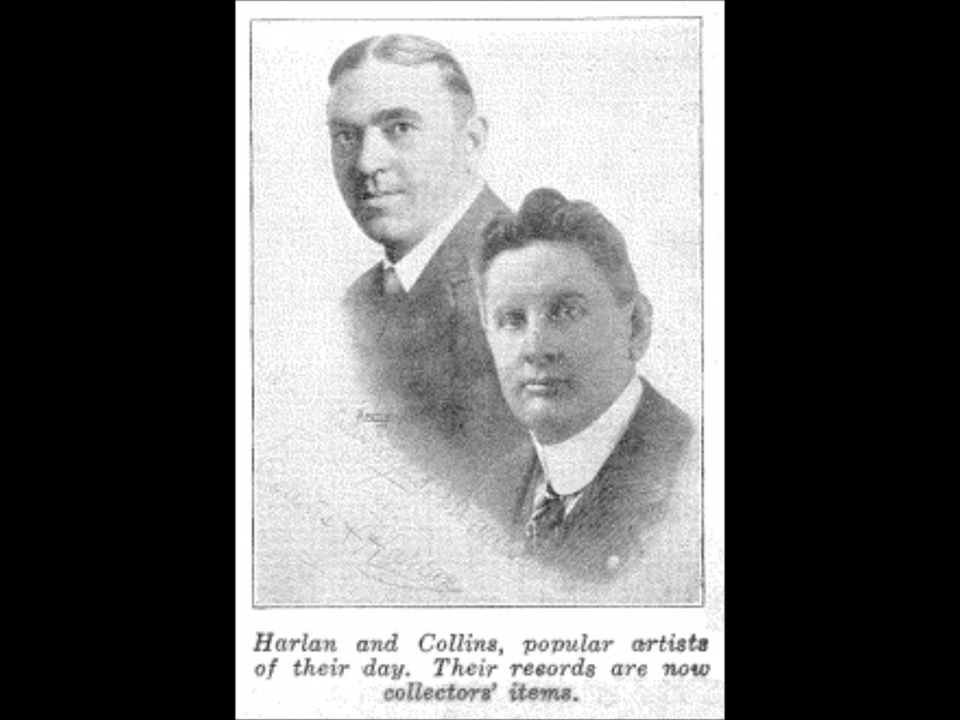 Harlan and Collins, popular artists
of their day. Their records are now
collectors' items.